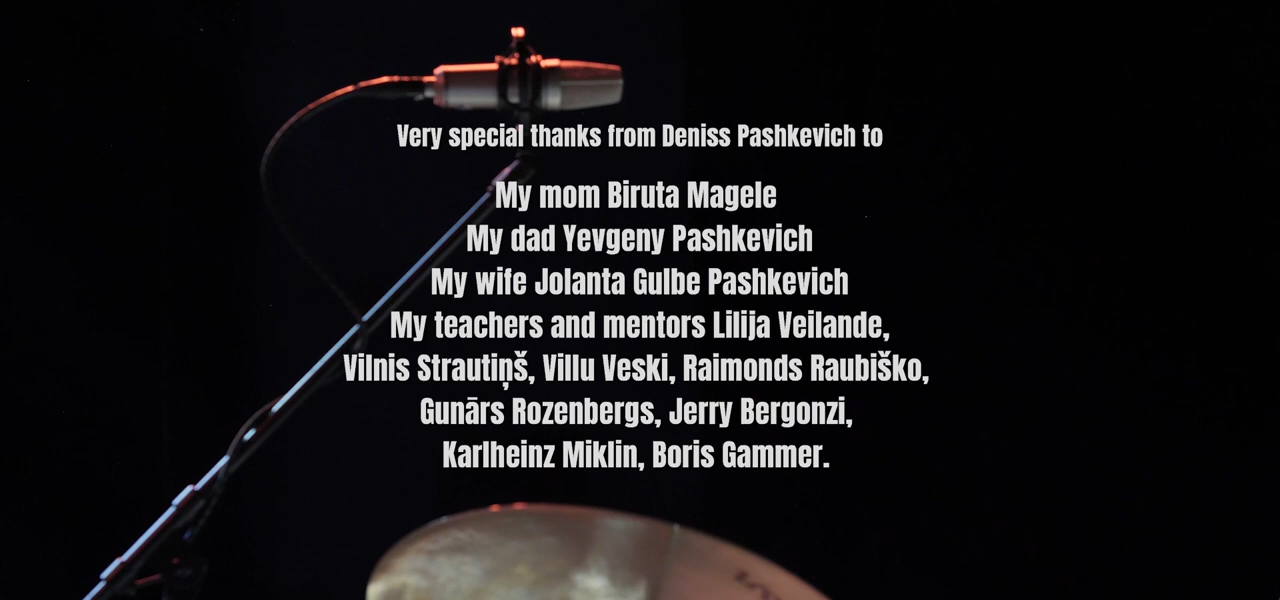 Very special thanks from Deniss Pashkevich to
My mom Biruta Magele
My dad Yevgeny Pashkevich
My wife Jolanta Gulbe Pashkevich
My teachers and mentors Lilija Veilande,
Vilnis Strautiņš, Villu Veski, Raimonds Raubiško,
Gunārs Rozenbergs, Jerry Bergonzi,
Karlheinz Miklin, Boris Gammer.